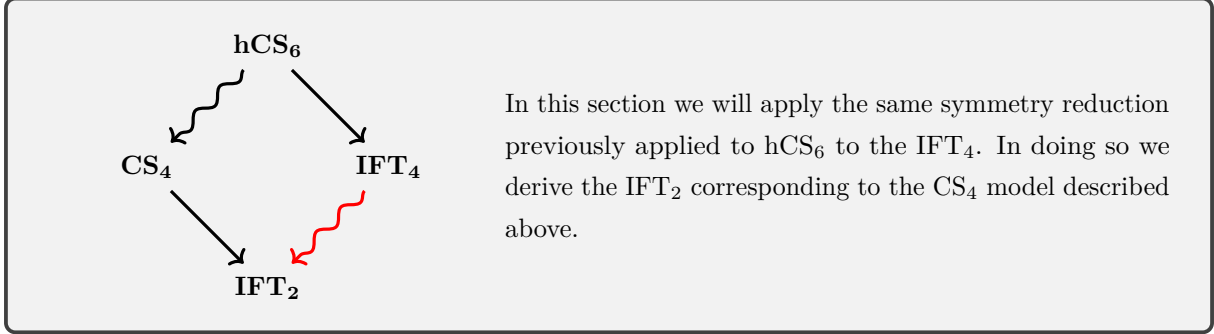 hCS₆
CS₄ IFT₄
IFT₂
In this section we will apply the same symmetry reduction
previously applied to hCS₆ to the IFT₄. In doing so we
derive the IFT₂ corresponding to the CS₄ model described
above.